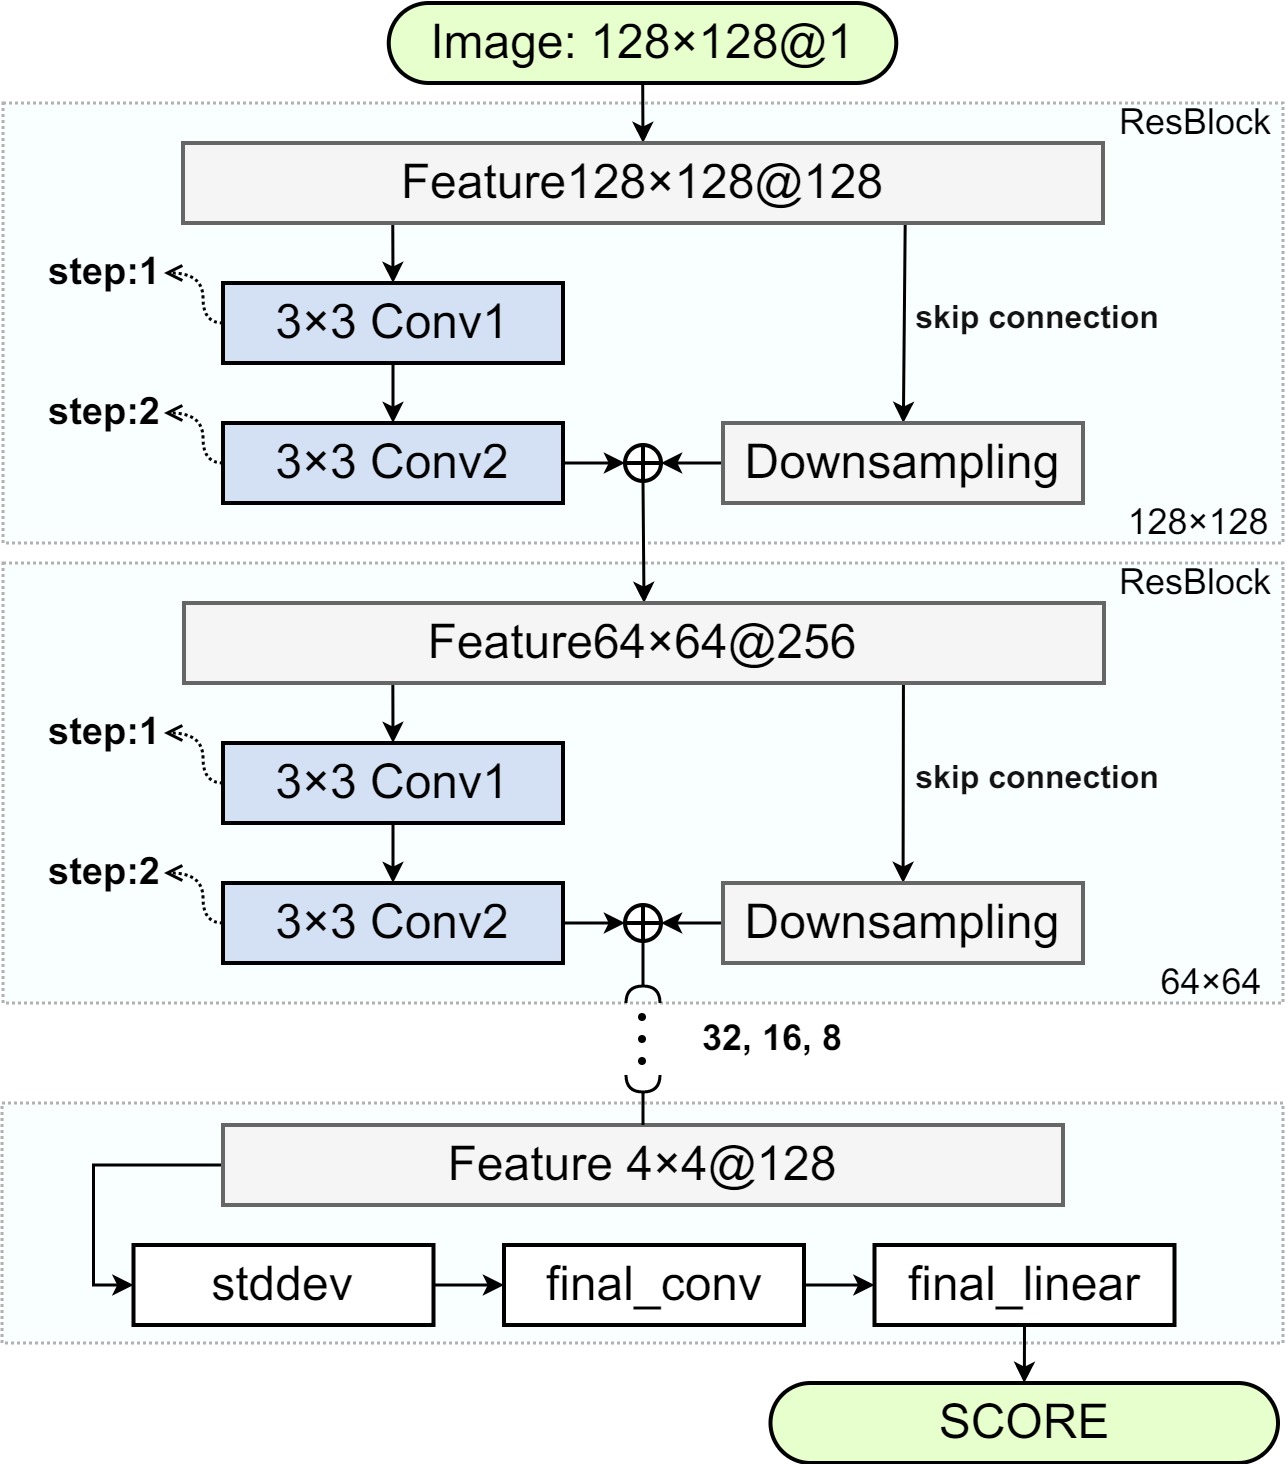 Image: 128×128@1
ResBlock
Feature128×128@128
step:1
3×3 Conv1
skip connection
step:2
3×3 Conv2
Downsampling
128×128
ResBlock
Feature64×64@256
step:1
3×3 Conv1
skip connection
step:2
3×3 Conv2
Downsampling
64×64
32, 16, 8
Feature 4×4@128
stddev
final_conv
final_linear
SCORE